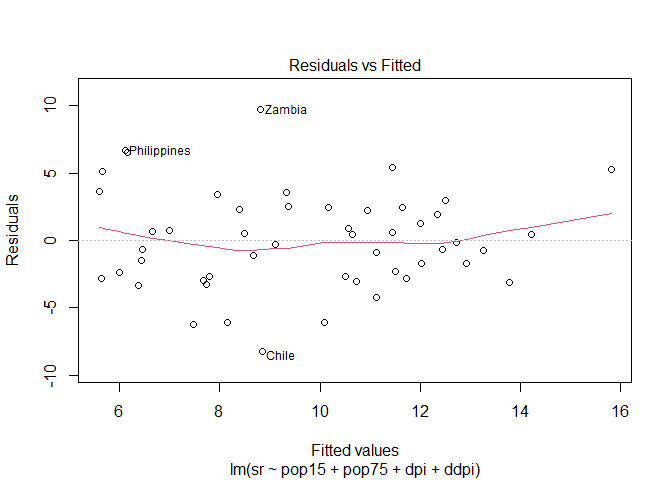 Residuals vs Fitted
Residuals
10
5
0
-5
-10
Zambia
Philippines
Chile
6 8 10 12 14 16
Fitted values
lm(sr ~ pop15 + pop75 + dpi + ddpi)